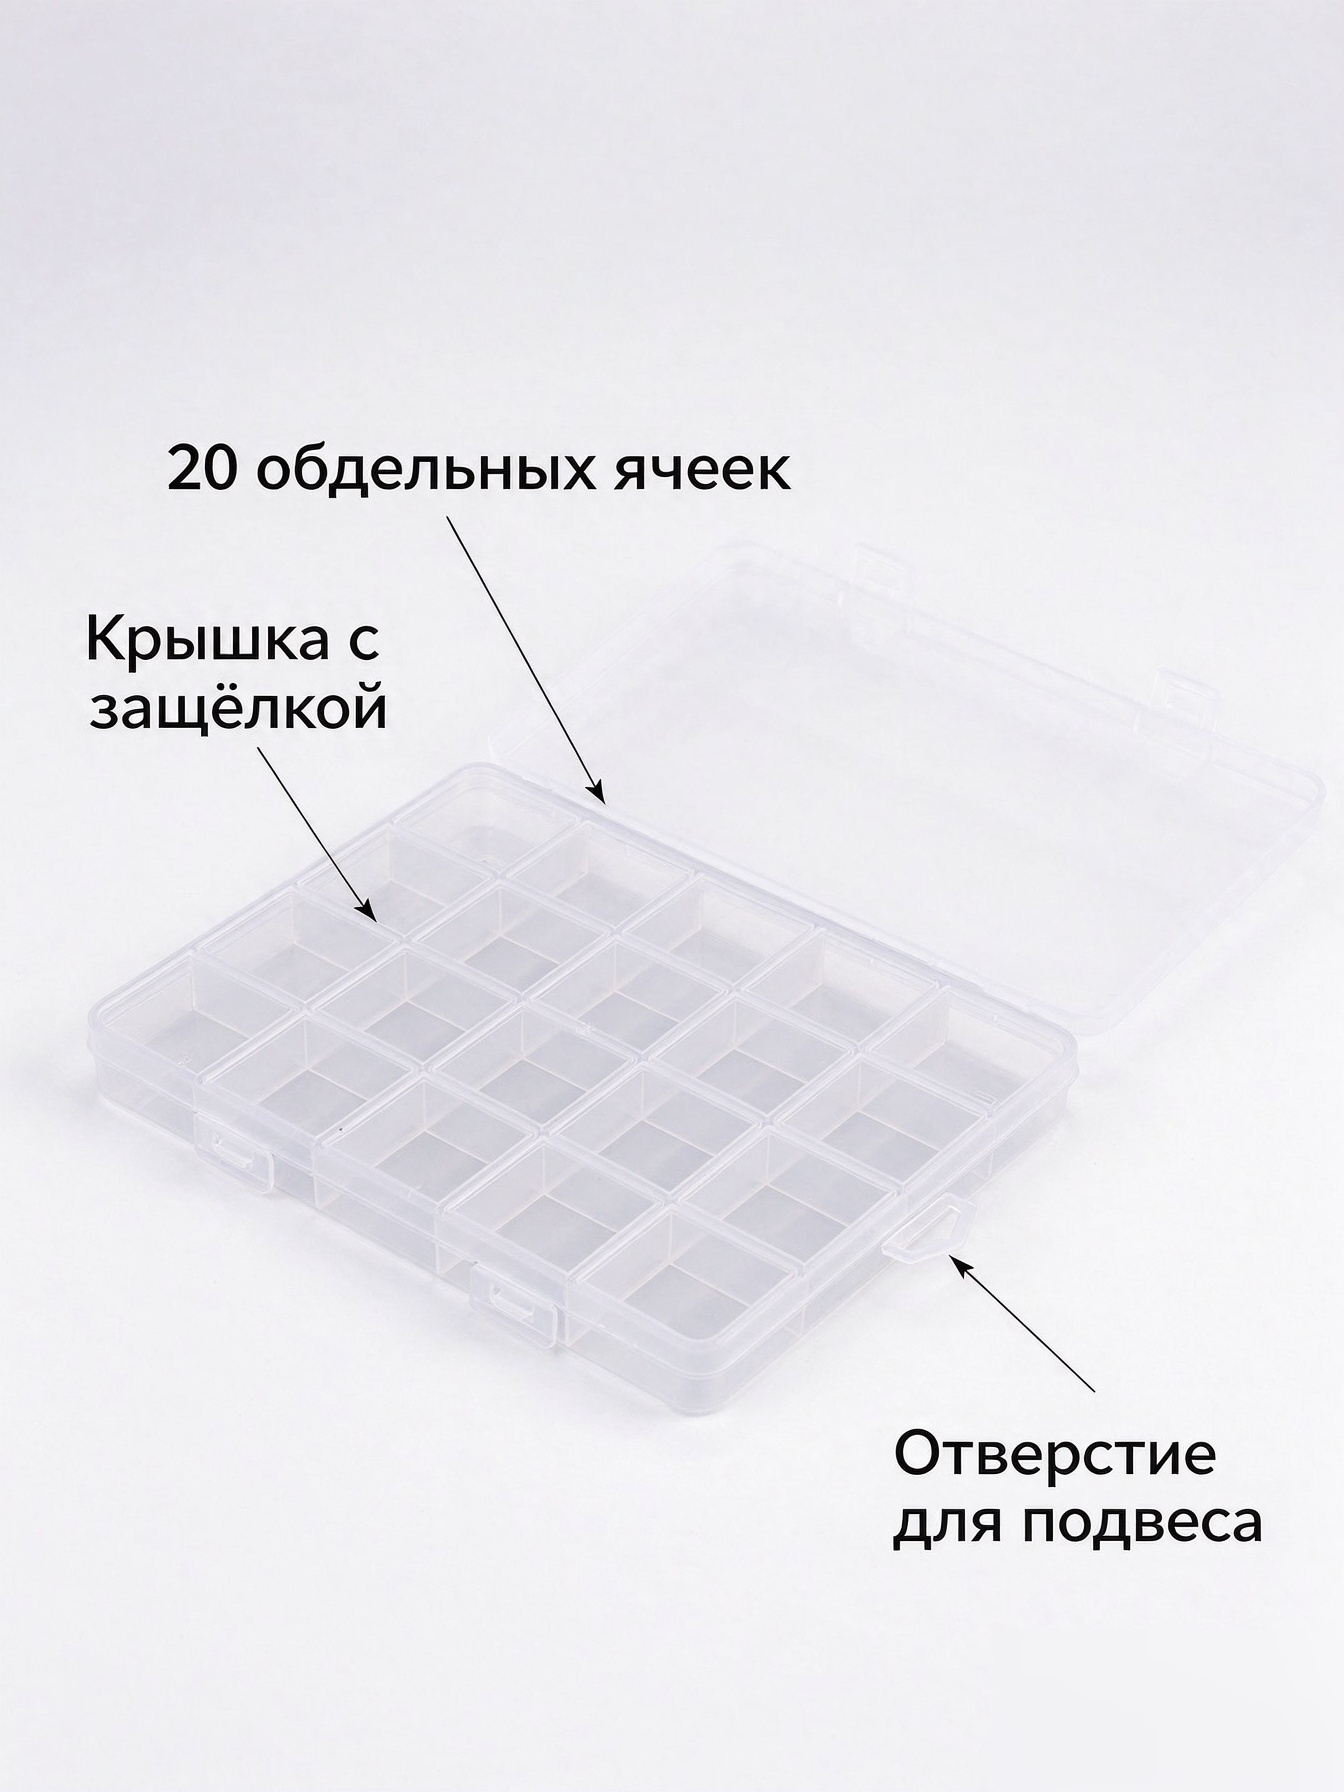 20 обдельных ячеек
Крышка с
защёлкой
Отверстие
для подвеса